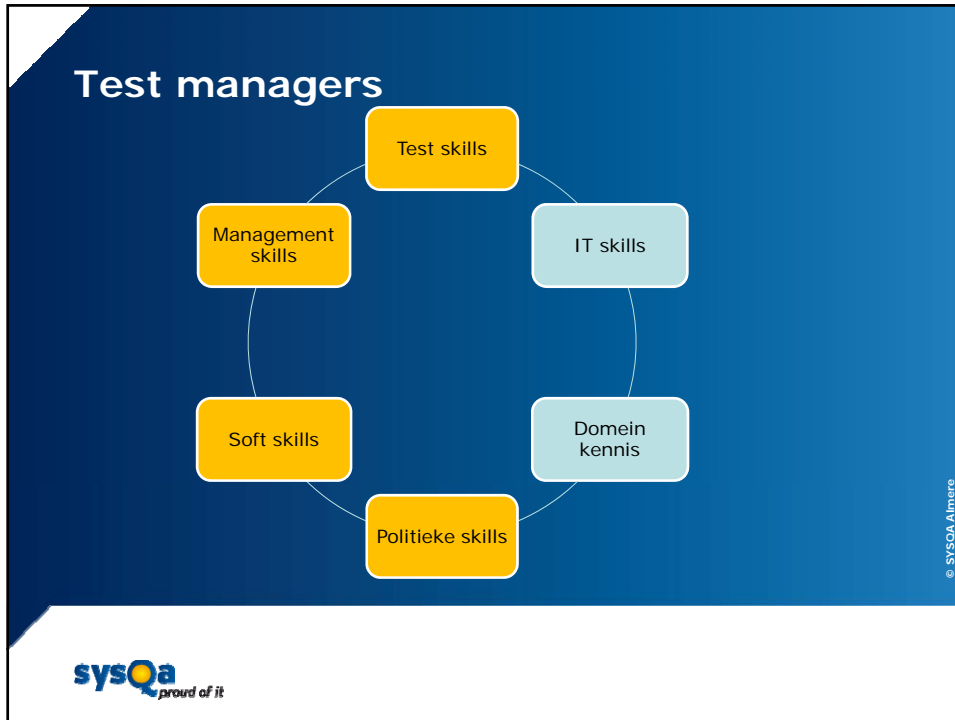 Test managers
Test skills
IT skills
Domein
kennis
Politieke skills
Soft skills
Management
skills
© SYSQA Almere
sysQa
proud of it